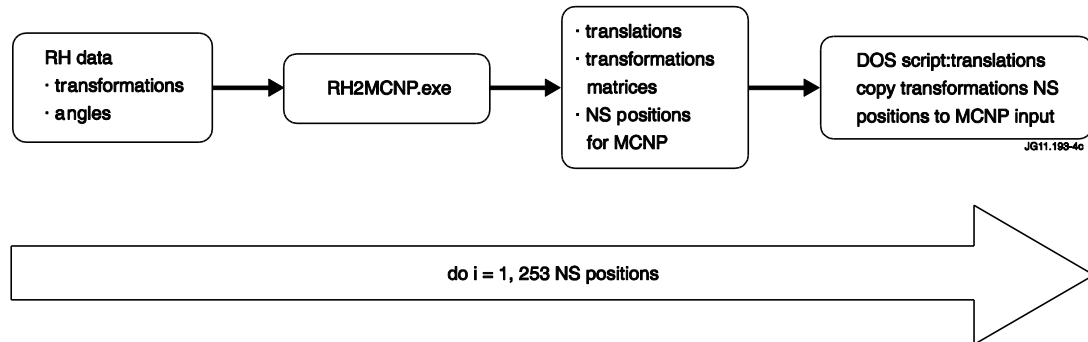 RH data
· transformations
· angles
RH2MCNP.exe
· translations
· transformations
matrices
· NS positions
for MCNP
DOS script:translations
copy transformations NS
positions to MCNP input
JG11.193-4c
do i = 1, 253 NS positions